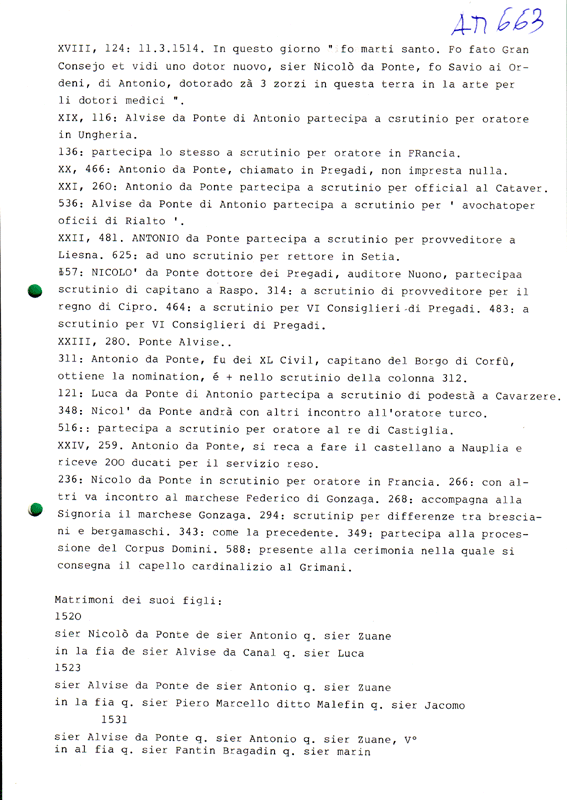 AΠ 663
XVIII, 124: 11.3.1514. In questo giorno " fo marti santo. Fo fato Gran
Consejo et vidi uno dotor nuovo, sier Nicolò da Ponte, fo Savio ai Or-
deni, di Antonio, dotorado zà 3 zorzi in questa terra in la arte per
li dotori medici ".
XIX, 116: Alvise da Ponte di Antonio partecipa a csrutinio per oratore
in Ungheria.
136: partecipa lo stesso a scrutinio per oratore in FRancia.
XX, 466: Antonio da Ponte, chiamato in Pregadi, non impresta nulla.
XXI, 260: Antonio da Ponte partecipa a scrutinio per official al Cataver.
536: Alvise da Ponte di Antonio partecipa a scrutinio per ' avochatoper
oficii di Rialto '.
XXII, 481. ANTONIO da Ponte partecipa a scrutinio per provveditore a
Liesna. 625: ad uno scrutinio per rettore in Setia.
57: NICOLO' da Ponte dottore dei Pregadi, auditore Nuono, partecipaa
scrutinio di capitano a Raspo. 314: a scrutinio di provveditore per il
regno di Cipro. 464: a scrutinio per VI Consiglieri di Pregadi. 483: a
scrutinio per VI Consiglieri di Pregadi.
XXIII, 280. Ponte Alvise..
311: Antonio da Ponte, fu dei XL Civil, capitano del Borgo di Corfù,
ottiene la nomination, é + nello scrutinio della colonna 312.
121: Luca da Ponte di Antonio partecipa a scrutinio di podestà a Cavarzere.
348: Nicol' da Ponte andrà con altri incontro all'oratore turco.
516:: partecipa a scrutinio per oratore al re di Castiglia.
XXIV, 259. Antonio da Ponte, si reca a fare il castellano a Nauplia e
riceve 200 ducati per il servizio reso.
236: Nicolo da Ponte in scrutinio per oratore in Francia. 266: con al-
tri va incontro al marchese Federico di Gonzaga. 268: accompagna alla
Signoria il marchese Gonzaga. 294: scrutinip per differenze tra brescia-
ni e bergamaschi. 343: come la precedente. 349: partecipa alla proces-
sione del Corpus Domini. 588: presente alla cerimonia nella quale si
consegna il capello cardinalizio al Grimani.
Matrimoni dei suoi figli:
1520
sier Nicolò da Ponte de sier Antonio q. sier Zuane
in la fia de sier Alvise da Canal q. sier Luca
1523
sier Alvise da Ponte de sier Antonio q. sier Zuane
in la fia q. sier Piero Marcello ditto Malefin q. sier Jacomo
1531
sier Alvise da Ponte q. sier Antonio q. sier Zuane, V°
in al fia q. sier Fantin Bragadin q. sier marin